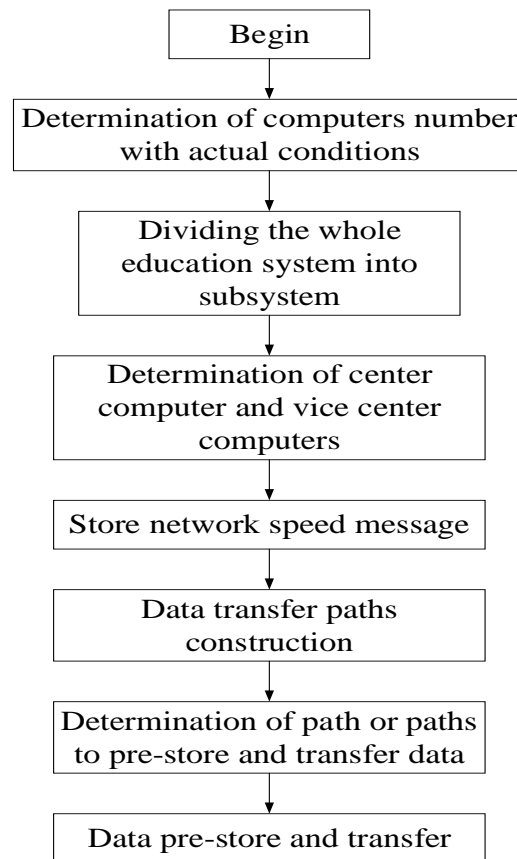 Begin
Determination of computers number
with actual conditions
Dividing the whole
education system into
subsystem
Determination of center
computer and vice center
computers
Store network speed message
Data transfer paths
construction
Determination of path or paths
to pre-store and transfer data
Data pre-store and transfer